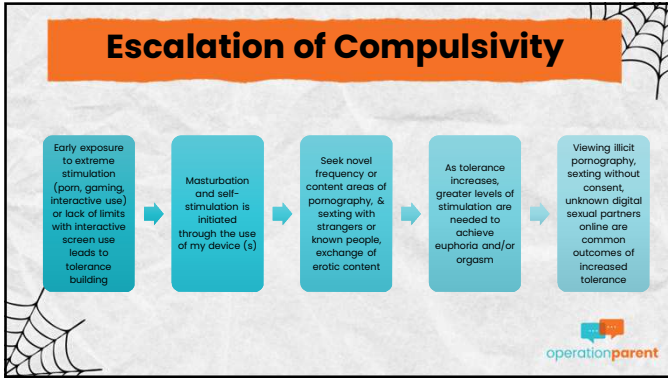 Escalation of Compulsivity
Early exposure
to extreme
stimulation
(porn, gaming,
interactive use)
or lack of limits
with interactive
screen use
leads to
tolerance
building
Masturbation
and self-
stimulation is
initiated
through the use
of my device (s)
Seek novel
frequency or
content areas of
pornography, &
sexting with
strangers or
known people,
exchange of
erotic content
As tolerance
increases,
greater levels of
stimulation are
needed to
achieve
euphoria and/or
orgasm
Viewing illicit
pornography,
sexting without
consent,
unknown digital
sexual partners
online are
common
outcomes of
increased
tolerance
operationparent